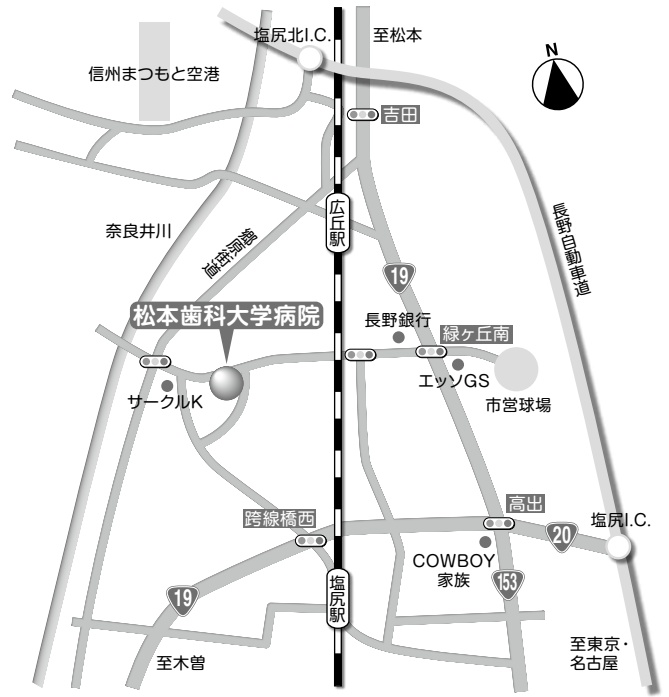 塩尻北I.C.
至松本
N
信州まつもと空港
吉田
奈良井川
郷原街道
広丘駅
長野自動車道
19
松本歯科大学病院
長野銀行
緑ヶ丘南
エッソGS
サークルK
市営球場
跨線橋西
高出
塩尻I.C.
20
COWBOY
家族
153
19
塩尻駅
至木曽
至東京・
名古屋